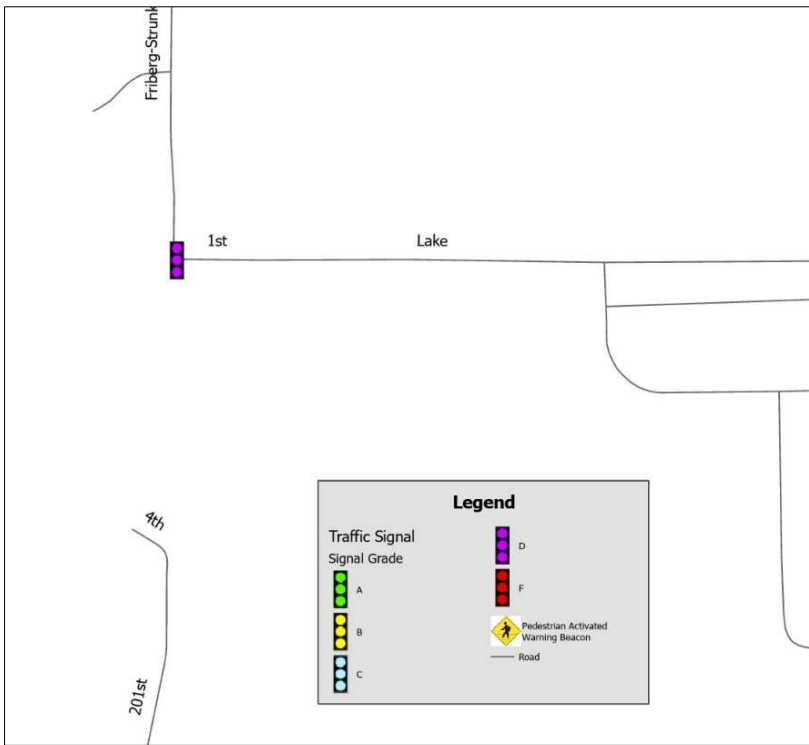 Friberg-Strunk
1st
Lake
4th
201st
Legend
Traffic Signal
Signal Grade
A
B
C
D
F
Pedestrian Activated
Warning Beacon
Road